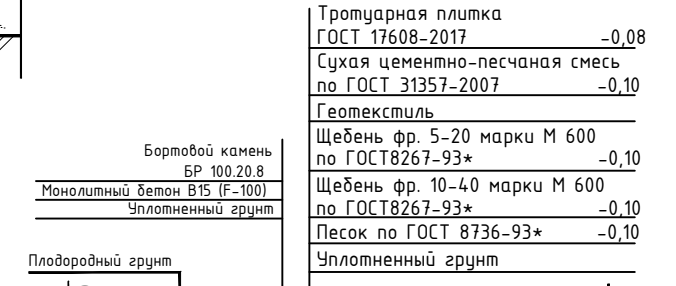 Тротуарная плитка
ГОСТ 17608-2017 -0,08
Сухая цементно-песчаная смесь
по ГОСТ 31357-2007 -0,10
Геотекстиль
Щебень фр. 5-20 марки М 600
по ГОСТ8267-93* -0,10
Щебень фр. 10-40 марки М 600
по ГОСТ8267-93* -0,10
Песок по ГОСТ 8736-93* -0,10
Уплотненный грунт
Бортовой камень
БР 100.20.8
Монолитный бетон В15 (F-100)
Уплотненный грунт
Плодородный грунт